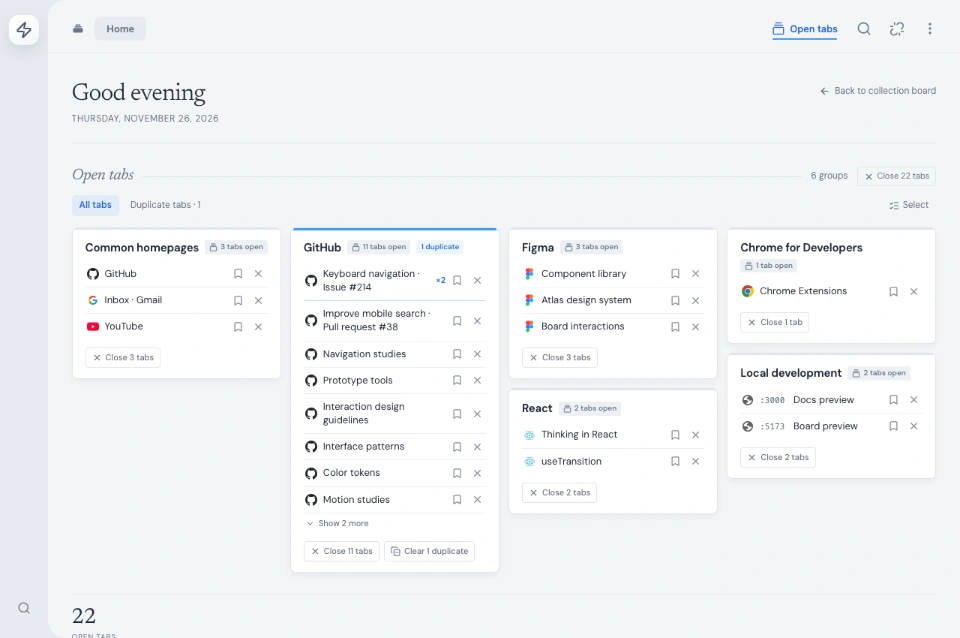 Home
Open tabs
Good evening
Back to collection board
THURSDAY, NOVEMBER 26, 2026
Open tabs
6 groups
Close 22 tabs
All tabs
Duplicate tabs · 1
Select
Common homepages
3 tabs open
GitHub
Inbox · Gmail
YouTube
Close 3 tabs
GitHub
11 tabs open
1 duplicate
Keyboard navigation ·
Issue #214
×2
Improve mobile search ·
Pull request #38
Navigation studies
Prototype tools
Interaction design
guidelines
Interface patterns
Color tokens
Motion studies
Show 2 more
Close 11 tabs
Clear 1 duplicate
Figma
3 tabs open
Component library
Atlas design system
Board interactions
Close 3 tabs
React
2 tabs open
Thinking in React
useTransition
Close 2 tabs
Chrome for Developers
1 tab open
Chrome Extensions
Close 1 tab
Local development
2 tabs open
:3000 Docs preview
:5173 Board preview
Close 2 tabs
22
OPEN TABS